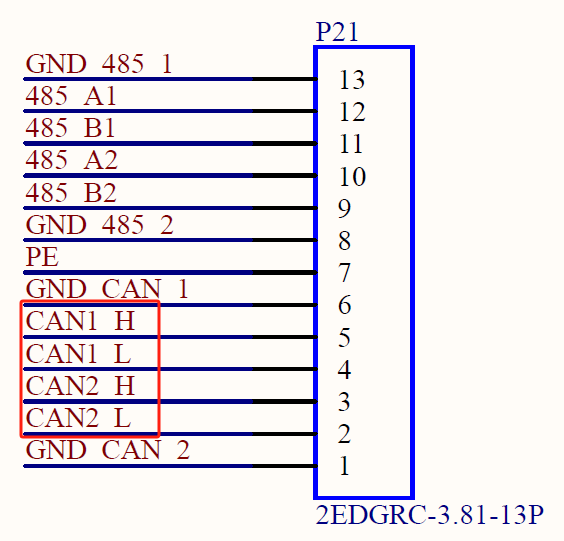 P21
GND 485 1
13
485 A1
12
485 B1
11
485 A2
10
485 B2
9
GND 485 2
8
PE
7
GND CAN 1
6
CAN1 H
5
CAN1 L
4
CAN2 H
3
CAN2 L
2
GND CAN 2
1
2EDGRC-3.81-13P